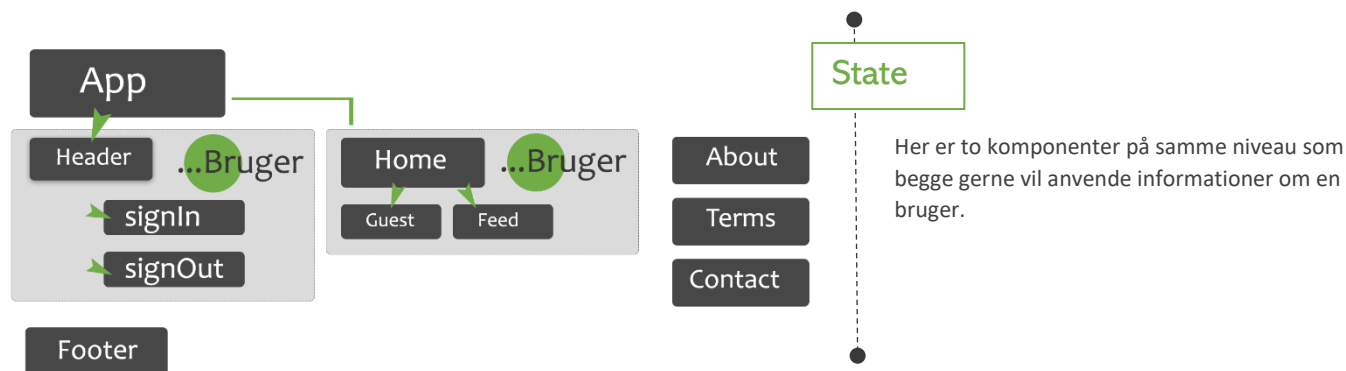 App
Header
...Bruger
signIn
signOut
Footer
Home
...Bruger
Guest
Feed
About
Terms
Contact
State
Her er to komponenter på samme niveau som
begge gerne vil anvende informationer om en
bruger.